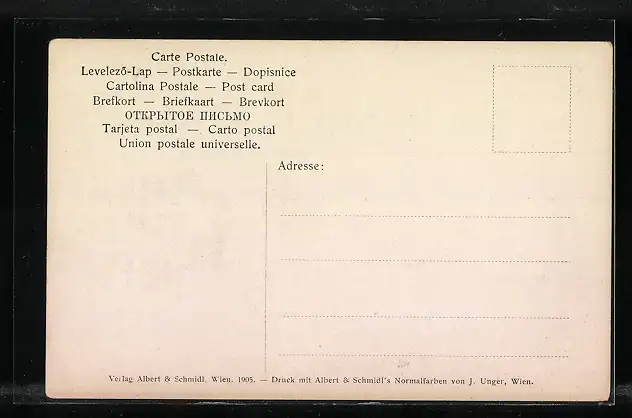 Carte Postale.
Levelező-Lap — Postkarte — Dopisnice
Cartolina Postale — Post card
Brefkort — Briefkaart — Brevkort
ОТКРЫТОЕ ПИСЬМО
Tarjeta postal — Carto postal
Union postale universelle.
Adresse:
Verlag Albert & Schmidl. Wien. 1905. — Druck mit Albert & Schmidl's Normalfarben von J. Unger, Wien.